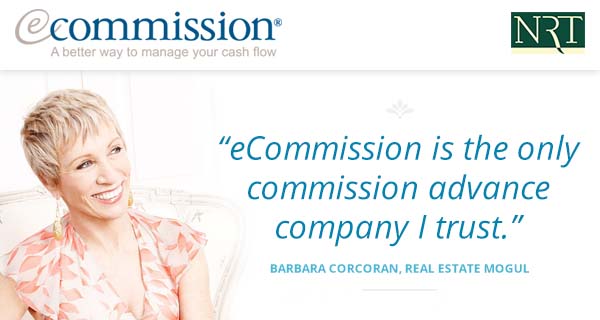 ecommission®
A better way to manage your cash flow
NRT
“eCommission is the only
commission advance
company I trust.”
BARBARA CORCORAN, REAL ESTATE MOGUL